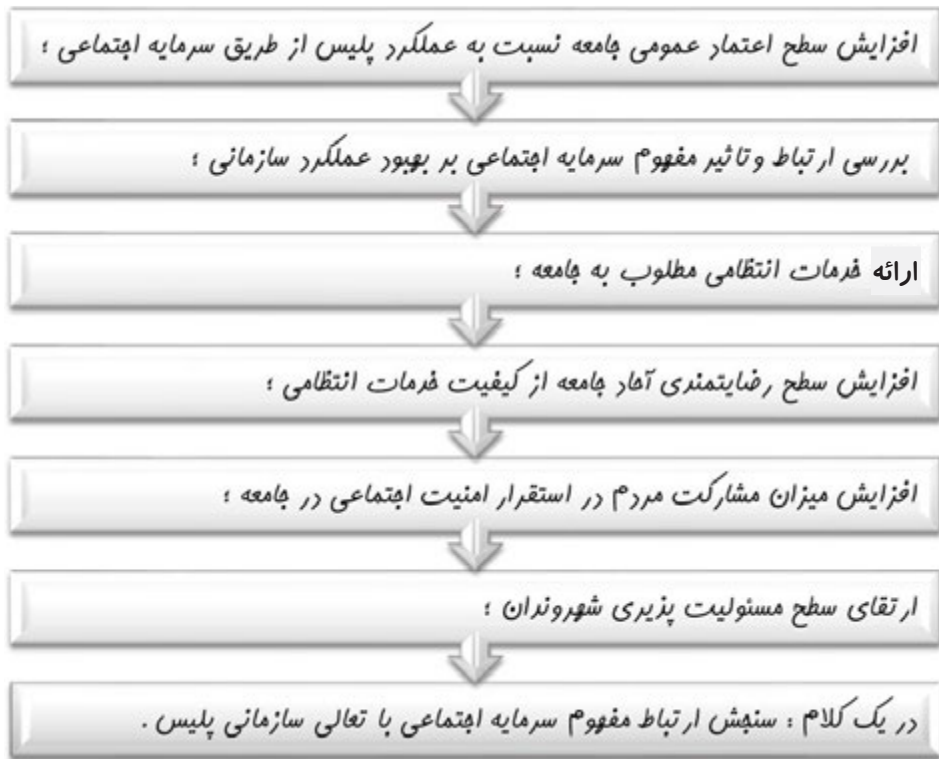 افزایش سطح اعتماد عمومی جامعه نسبت به عملکرد پلیس از طریق سرمایه اجتماعی ؛
بررسی ارتباط وتاثیر مفهوم سرمایه اجتماعی بر بهبود عملکرد سازمانی ؛
ارائه خدمات انتظامی مطلوب به جامعه ؛
افزایش سطح رضایتمندی آحاد جامعه از کیفیت خدمات انتظامی ؛
افزایش میزان مشارکت مردم در استقرار امنیت اجتماعی در جامعه ؛
ارتقای سطح مسئولیت پذیری شهروندان ؛
در یک کلام : سنجش ارتباط مفهوم سرمایه اجتماعی با تعالی سازمانی پلیس .